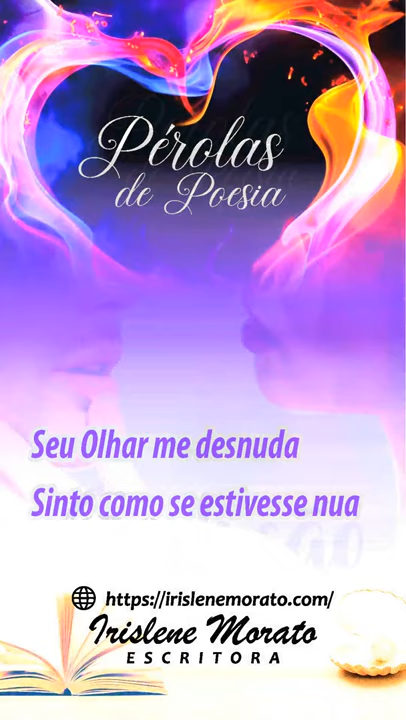 Pérolas
de Poesia
Seu Olhar me desnuda
Sinto como se estivesse nua
https://irislenemorato.com/
Irislene Morato
ESCRITORA